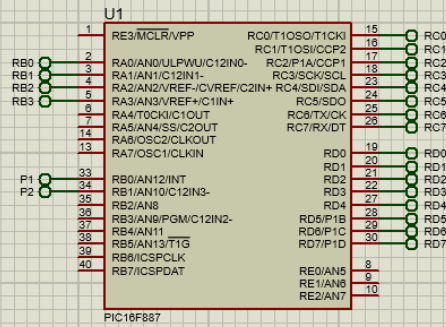 U1
1 RE3/MCLR/VPP RC0/T1OSO/T1CKI 15 RC0
RC1/T1OSI/CCP2 16 RC1
RB0 2 RA0/AN0/ULPWU/C12IN0- RC2/P1A/CCP1 17 RC2
RB1 3 RA1/AN1/C12IN1- RC3/SCK/SCL 18 RC3
RB2 4 RA2/AN2/VREF-/CVREF/C2IN+ RC4/SDI/SDA 23 RC4
RB3 5 RA3/AN3/VREF+/C1IN+ RC5/SDO 24 RC5
6 RA4/T0CKI/C1OUT RC6/TX/CK 25 RC6
7 RA5/AN4/SS/C2OUT RC7/RX/DT 26 RC7
14 RA6/OSC2/CLKOUT
13 RA7/OSC1/CLKIN RD0 19 RD0
RD1 20 RD1
P1 33 RB0/AN12/INT RD2 21 RD2
P2 34 RB1/AN10/C12IN3- RD3 22 RD3
35 RB2/AN8 RD4 27 RD4
36 RB3/AN9/PGM/C12IN2- RD5/P1B 28 RD5
37 RB4/AN11 RD6/P1C 29 RD6
38 RB5/AN13/T1G RD7/P1D 30 RD7
39 RB6/ICSPCLK
40 RB7/ICSPDAT RE0/AN5 8
RE1/AN6 9
RE2/AN7 10
PIC16F887